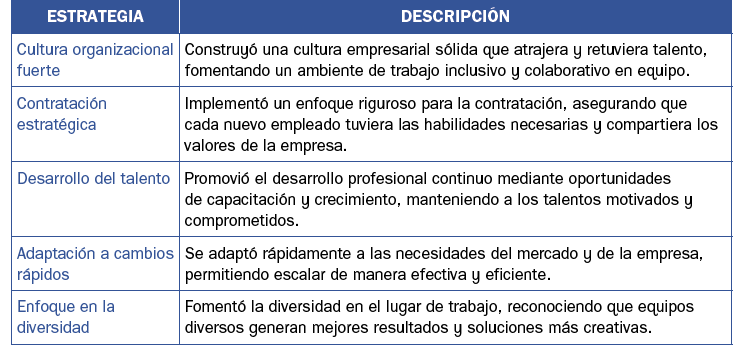 ESTRATEGIA DESCRIPCIÓN
Cultura organizacional
fuerte
Construyó una cultura empresarial sólida que atrajera y retuviera talento,
fomentando un ambiente de trabajo inclusivo y colaborativo en equipo.
Contratación
estratégica
Implementó un enfoque riguroso para la contratación, asegurando que
cada nuevo empleado tuviera las habilidades necesarias y compartiera los
valores de la empresa.
Desarrollo del talento
Promovió el desarrollo profesional continuo mediante oportunidades
de capacitación y crecimiento, manteniendo a los talentos motivados y
comprometidos.
Adaptación a cambios
rápidos
Se adaptó rápidamente a las necesidades del mercado y de la empresa,
permitiendo escalar de manera efectiva y eficiente.
Enfoque en la
diversidad
Fomentó la diversidad en el lugar de trabajo, reconociendo que equipos
diversos generan mejores resultados y soluciones más creativas.